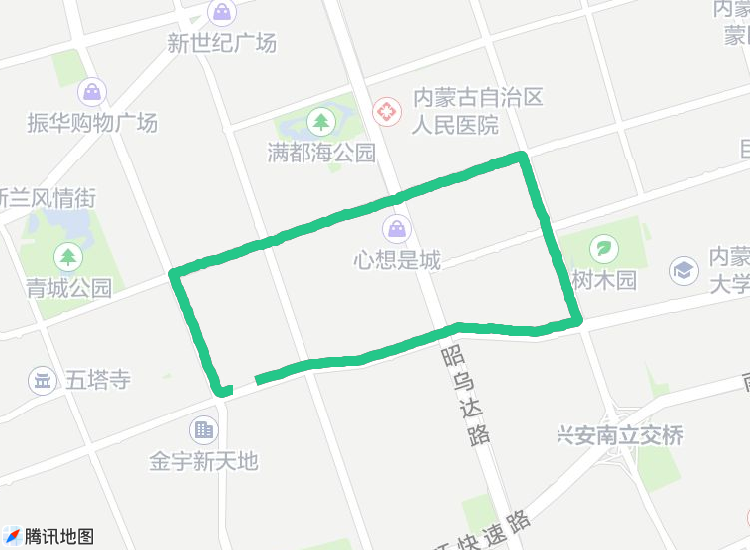 新世纪广场
内蒙
蒙
振华购物广场
内蒙古自治区
人民医院
满都海公园
新兰风情街
心想是城
青城公园
树木园
内蒙
大学
五塔寺
昭乌达路
兴安南立交桥
金宇新天地
快速路
腾讯地图